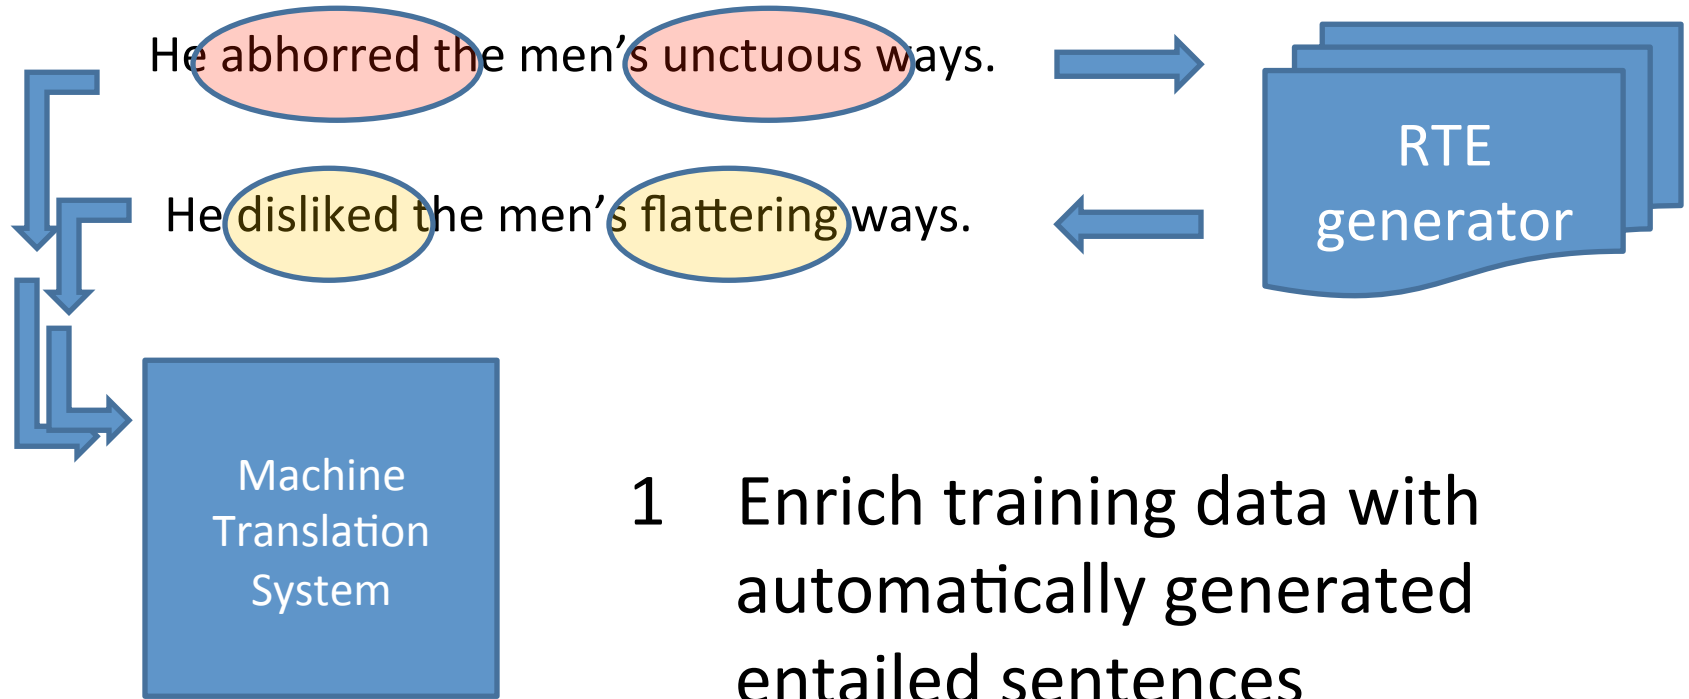 He abhorred the men’s unctuous ways.
He disliked the men’s flattering ways.
RTE
generator
Machine
Translation
System
1 Enrich training data with
automatically generated
entailed sentences